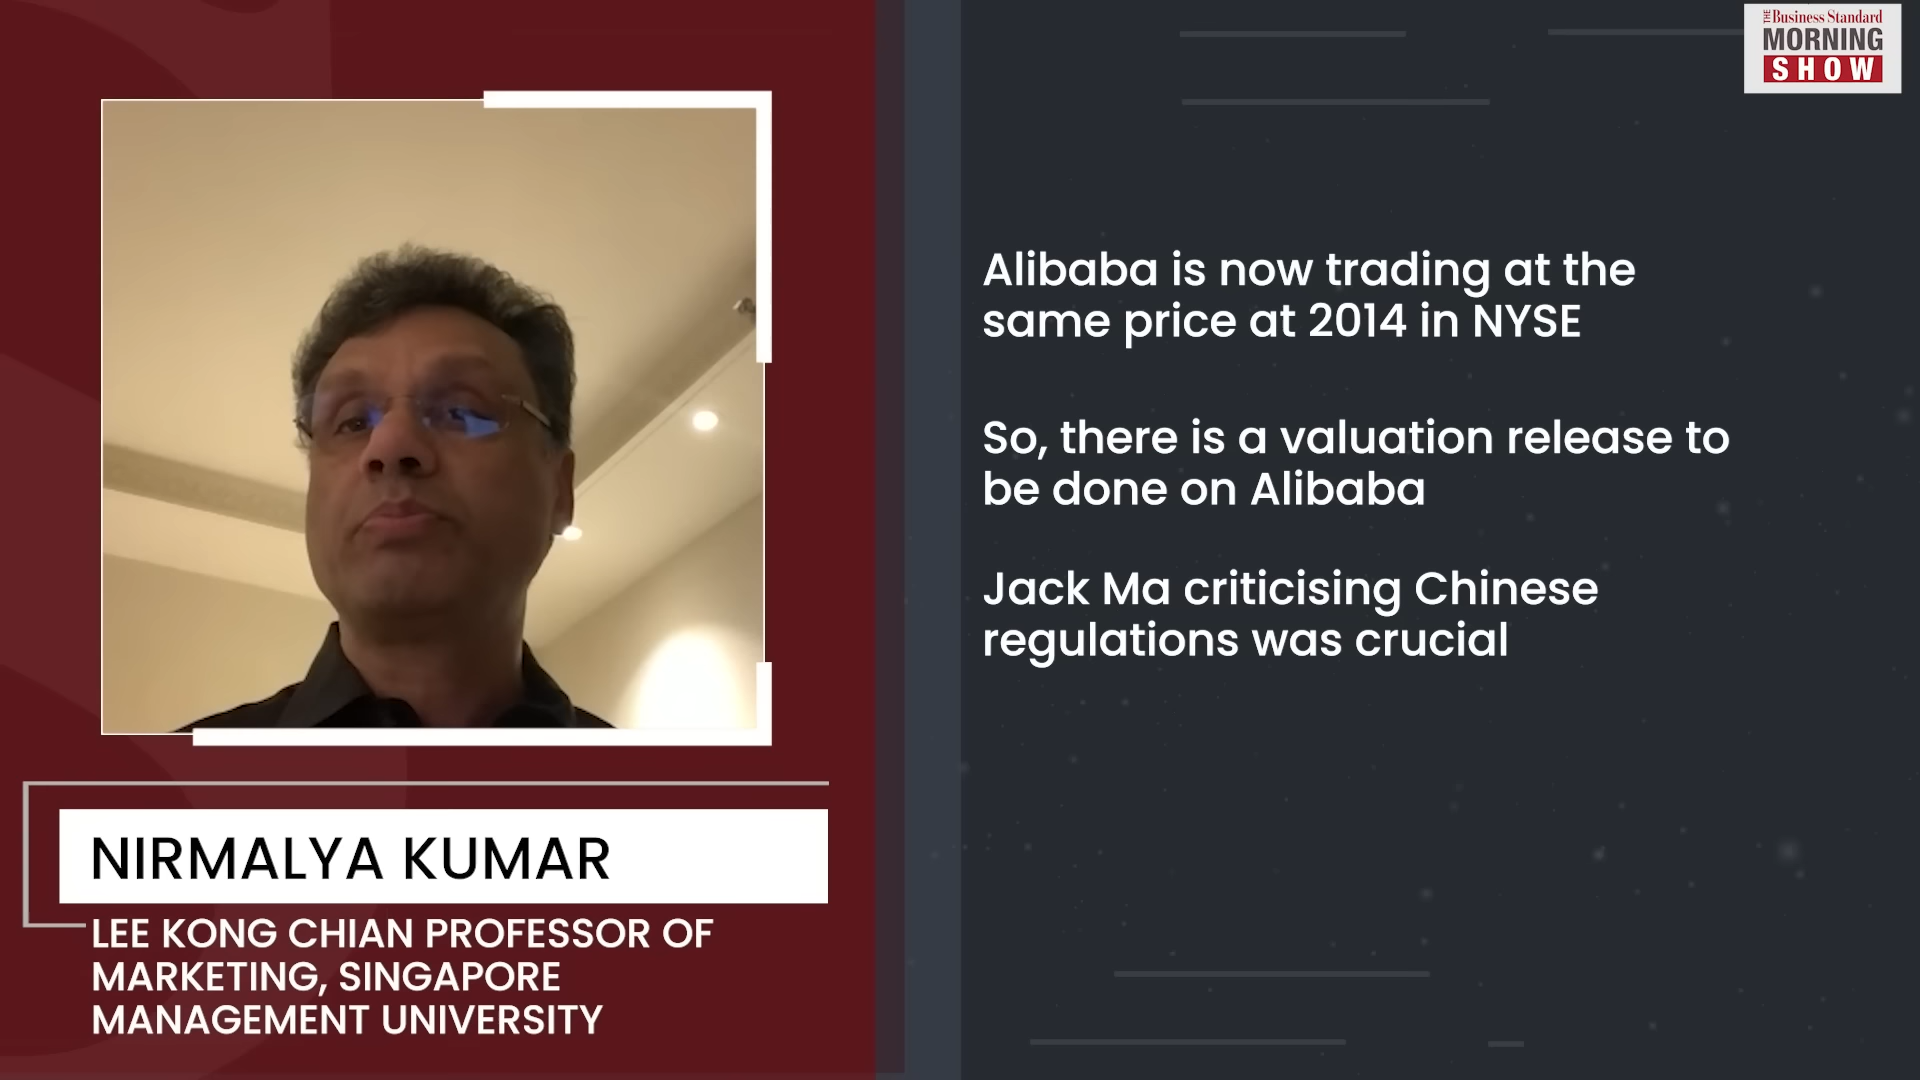 THE Business Standard
MORNING
SHOW
Alibaba is now trading at the
same price at 2014 in NYSE
So, there is a valuation release to
be done on Alibaba
Jack Ma criticising Chinese
regulations was crucial
NIRMALYA KUMAR
LEE KONG CHIAN PROFESSOR OF
MARKETING, SINGAPORE
MANAGEMENT UNIVERSITY